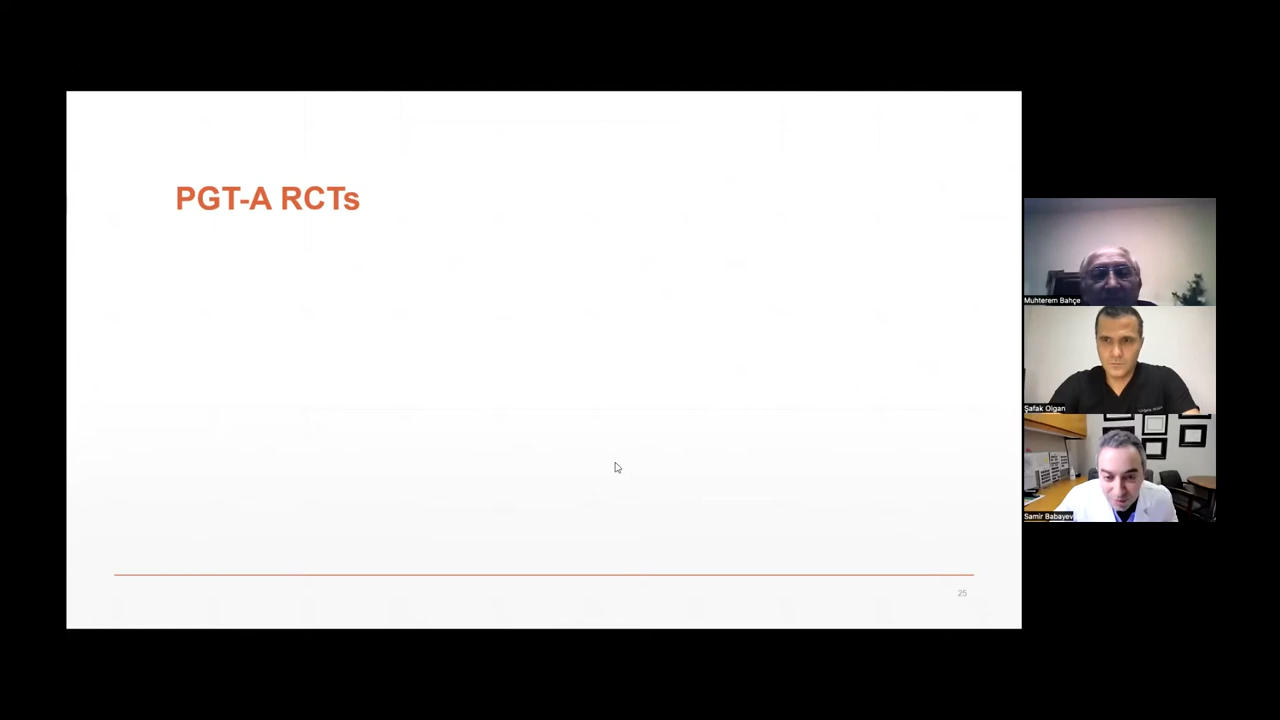 PGT-A RCTs
25
Muhterem Bahçe
Şafak Olgan
Samir Babayev